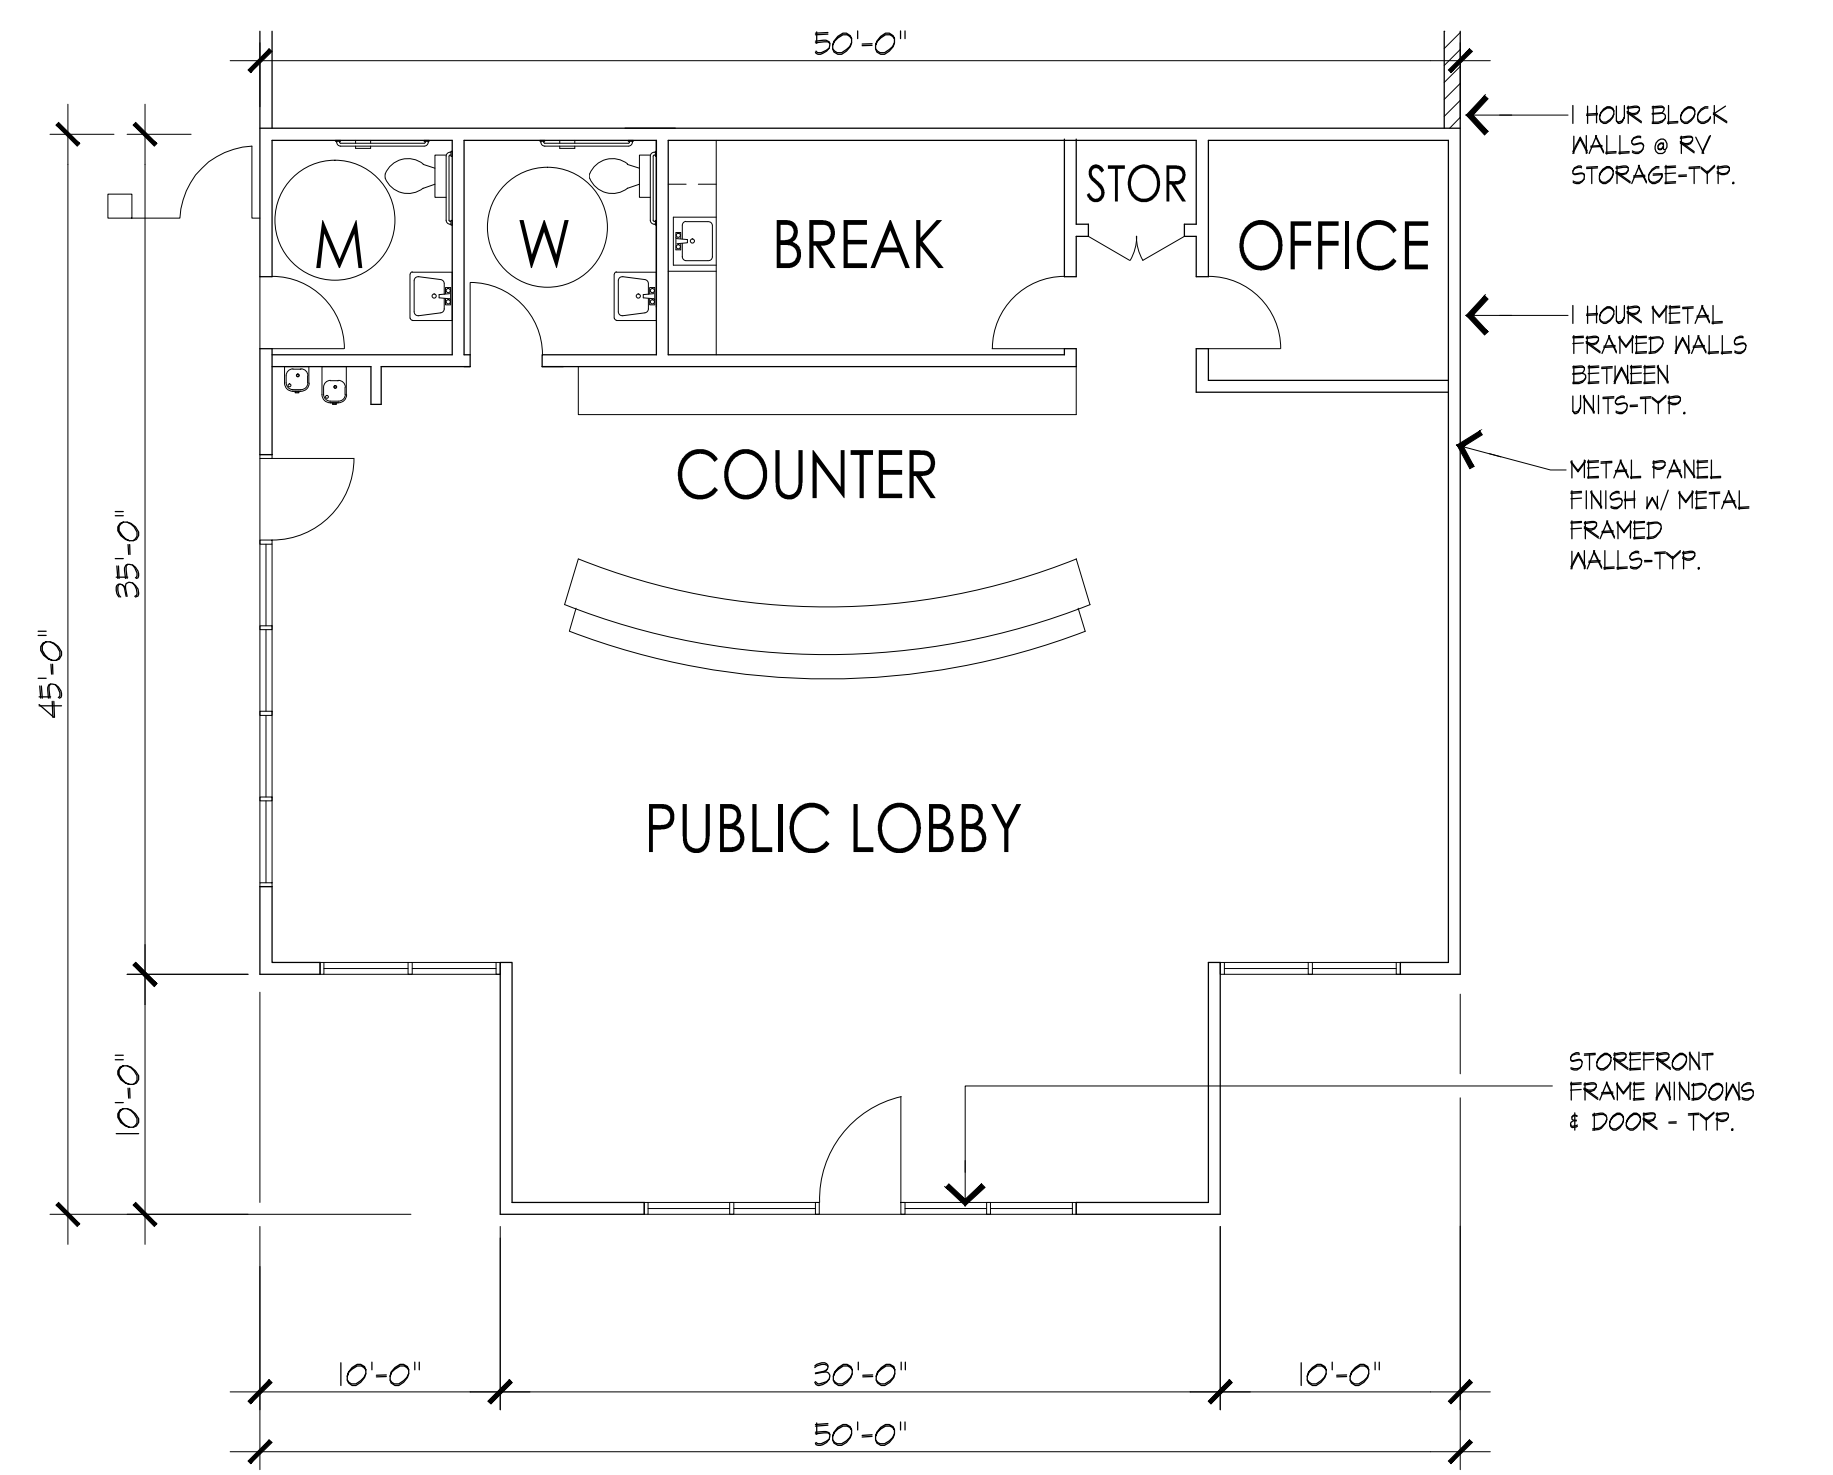 50'-0"
1 HOUR BLOCK
WALLS @ RV
STORAGE-TYP.
STOR
M
W
BREAK
OFFICE
1 HOUR METAL
FRAMED WALLS
BETWEEN
UNITS-TYP.
COUNTER
METAL PANEL
FINISH w/ METAL
FRAMED
WALLS-TYP.
35'-0"
45'-0"
PUBLIC LOBBY
10'-0"
STOREFRONT
FRAME WINDOWS
& DOOR - TYP.
10'-0"
30'-0"
10'-0"
50'-0"